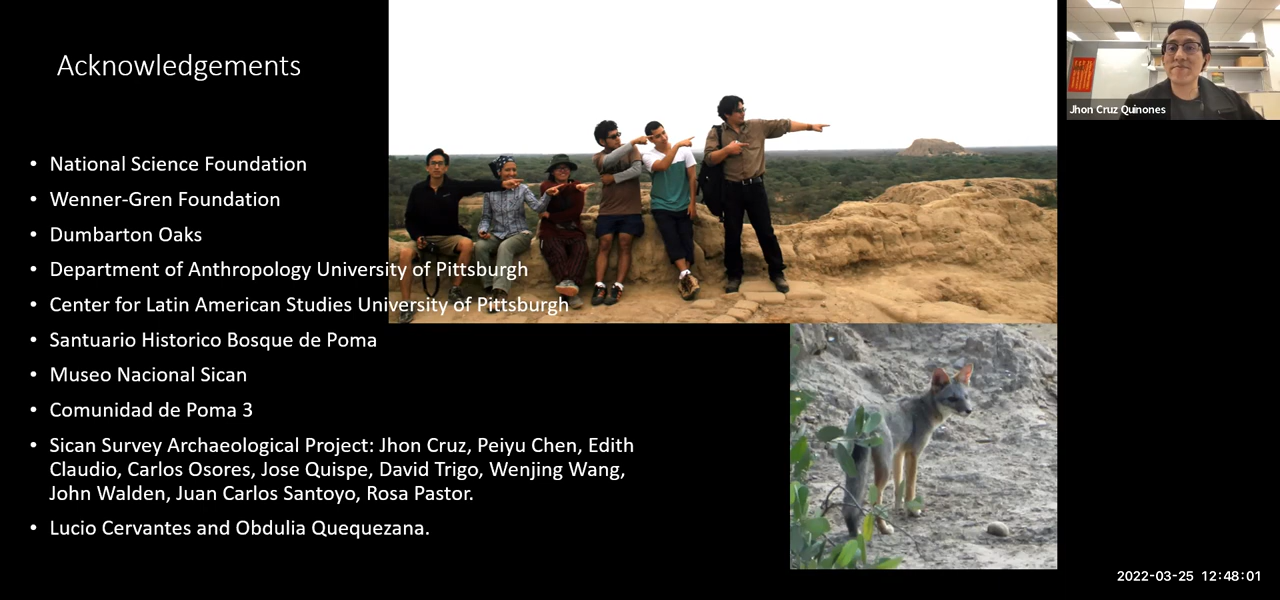 Acknowledgements
• National Science Foundation
• Wenner-Gren Foundation
• Dumbarton Oaks
• Department of Anthropology University of Pittsburgh
• Center for Latin American Studies University of Pittsburgh
• Santuario Historico Bosque de Poma
• Museo Nacional Sican
• Comunidad de Poma 3
• Sican Survey Archaeological Project: Jhon Cruz, Peiyu Chen, Edith
Claudio, Carlos Osores, Jose Quispe, David Trigo, Wenjing Wang,
John Walden, Juan Carlos Santoyo, Rosa Pastor.
• Lucio Cervantes and Obdulia Quequezana.
Jhon Cruz Quinones
2022-03-25 12:48:01